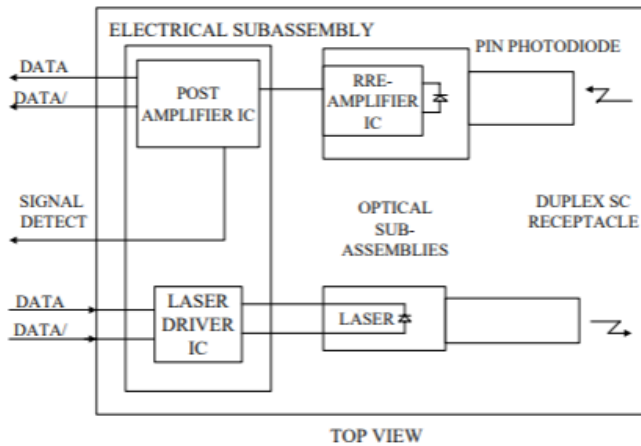 ELECTRICAL SUBASSEMBLY
PIN PHOTODIODE
DATA
DATA/
POST
AMPLIFIER IC
RRE-
AMPLIFIER
IC
SIGNAL
DETECT
OPTICAL
SUB-
ASSEMBLIES
DUPLEX SC
RECEPTACLE
DATA
DATA/
LASER
DRIVER
IC
LASER
TOP VIEW